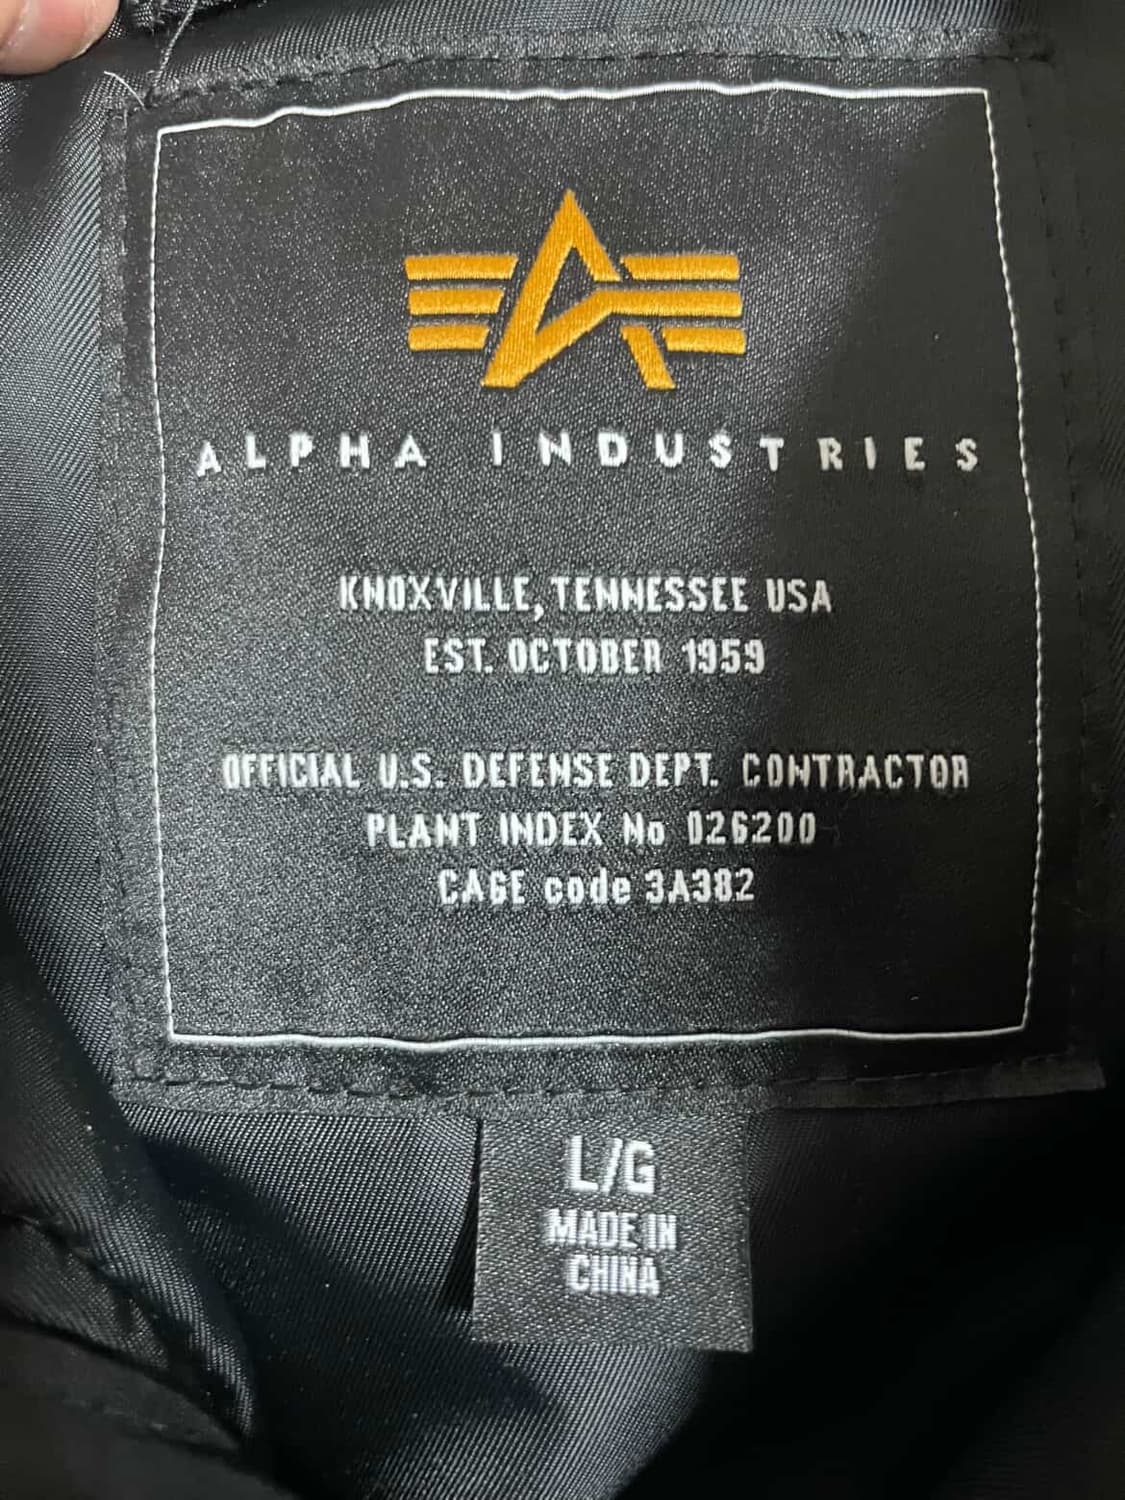 ALPHA INDUSTRIES
KNOXVILLE, TENNESSEE USA
EST. OCTOBER 1959
OFFICIAL U.S. DEFENSE DEPT. CONTRACTOR
PLANT INDEX No 026200
CAGE code 3A382
L/G
MADE IN
CHINA